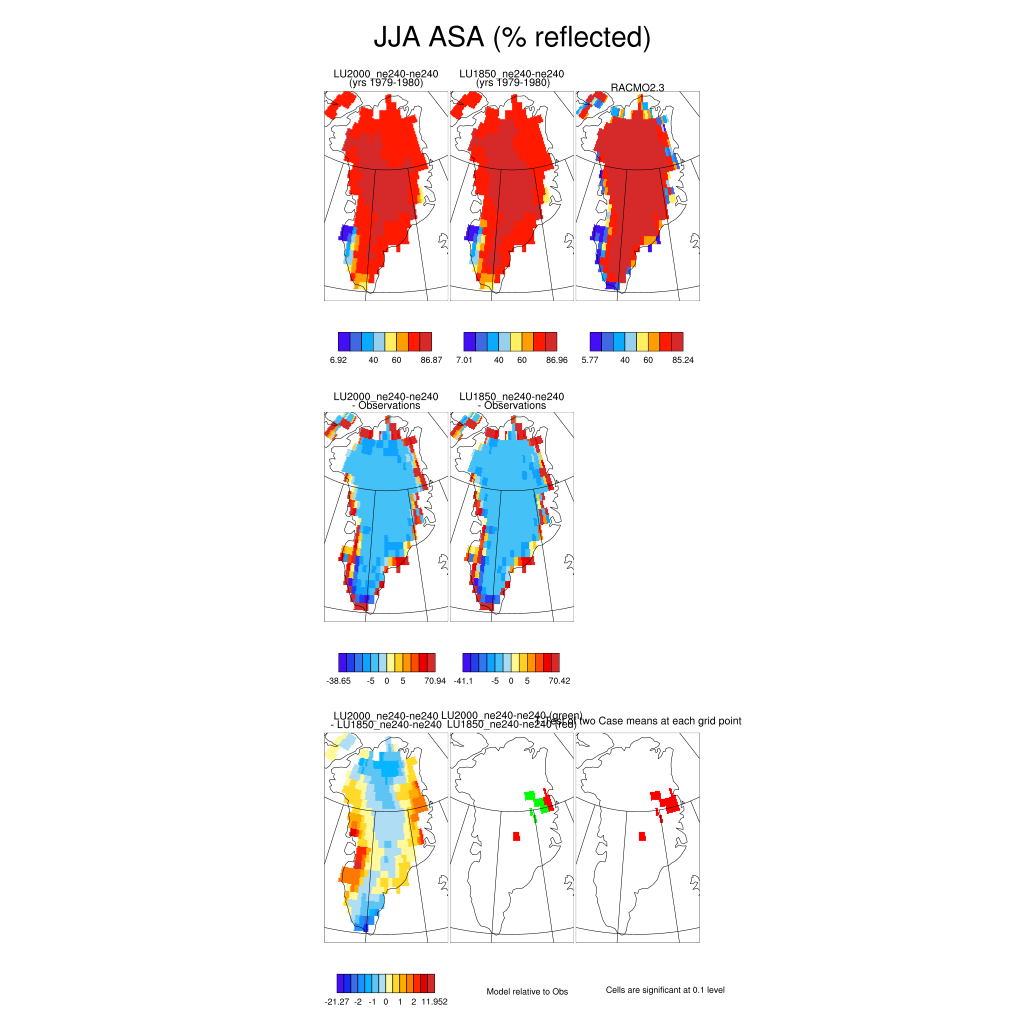 JJA ASA (% reflected)
LU2000_ne240-ne240
(yrs 1979-1980)
LU1850_ne240-ne240
(yrs 1979-1980)
RACMO2.3
6.92 40 60 86.87
7.01 40 60 86.96
5.77 40 60 85.24
LU2000_ne240-ne240
- Observations
LU1850_ne240-ne240
- Observations
-38.65 -5 0 5 70.94
-41.1 -5 0 5 70.42
LU2000_ne240-ne240
- LU1850_ne240-ne240
LU2000_ne240-ne240 (green)
LU1850_ne240-ne240 (red)
of two Case means at each grid point
-21.27 -2 -1 0 1 2 11.952
Model relative to Obs
Cells are significant at 0.1 level